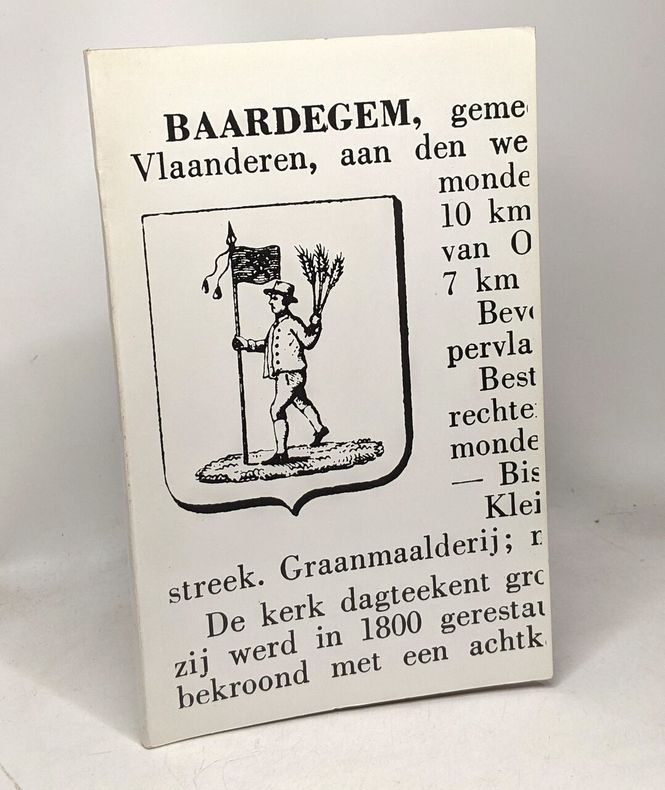 BAARDEGEM, geme
Vlaanderen, aan den we
monde
10 km
van O
7 km
Bev
pervla
Best
rechte
monde
— Bis
Klei
streek. Graanmaalderij; r
De kerk dagteekent gro
zij werd in 1800 gerestau
bekroond met een achtk